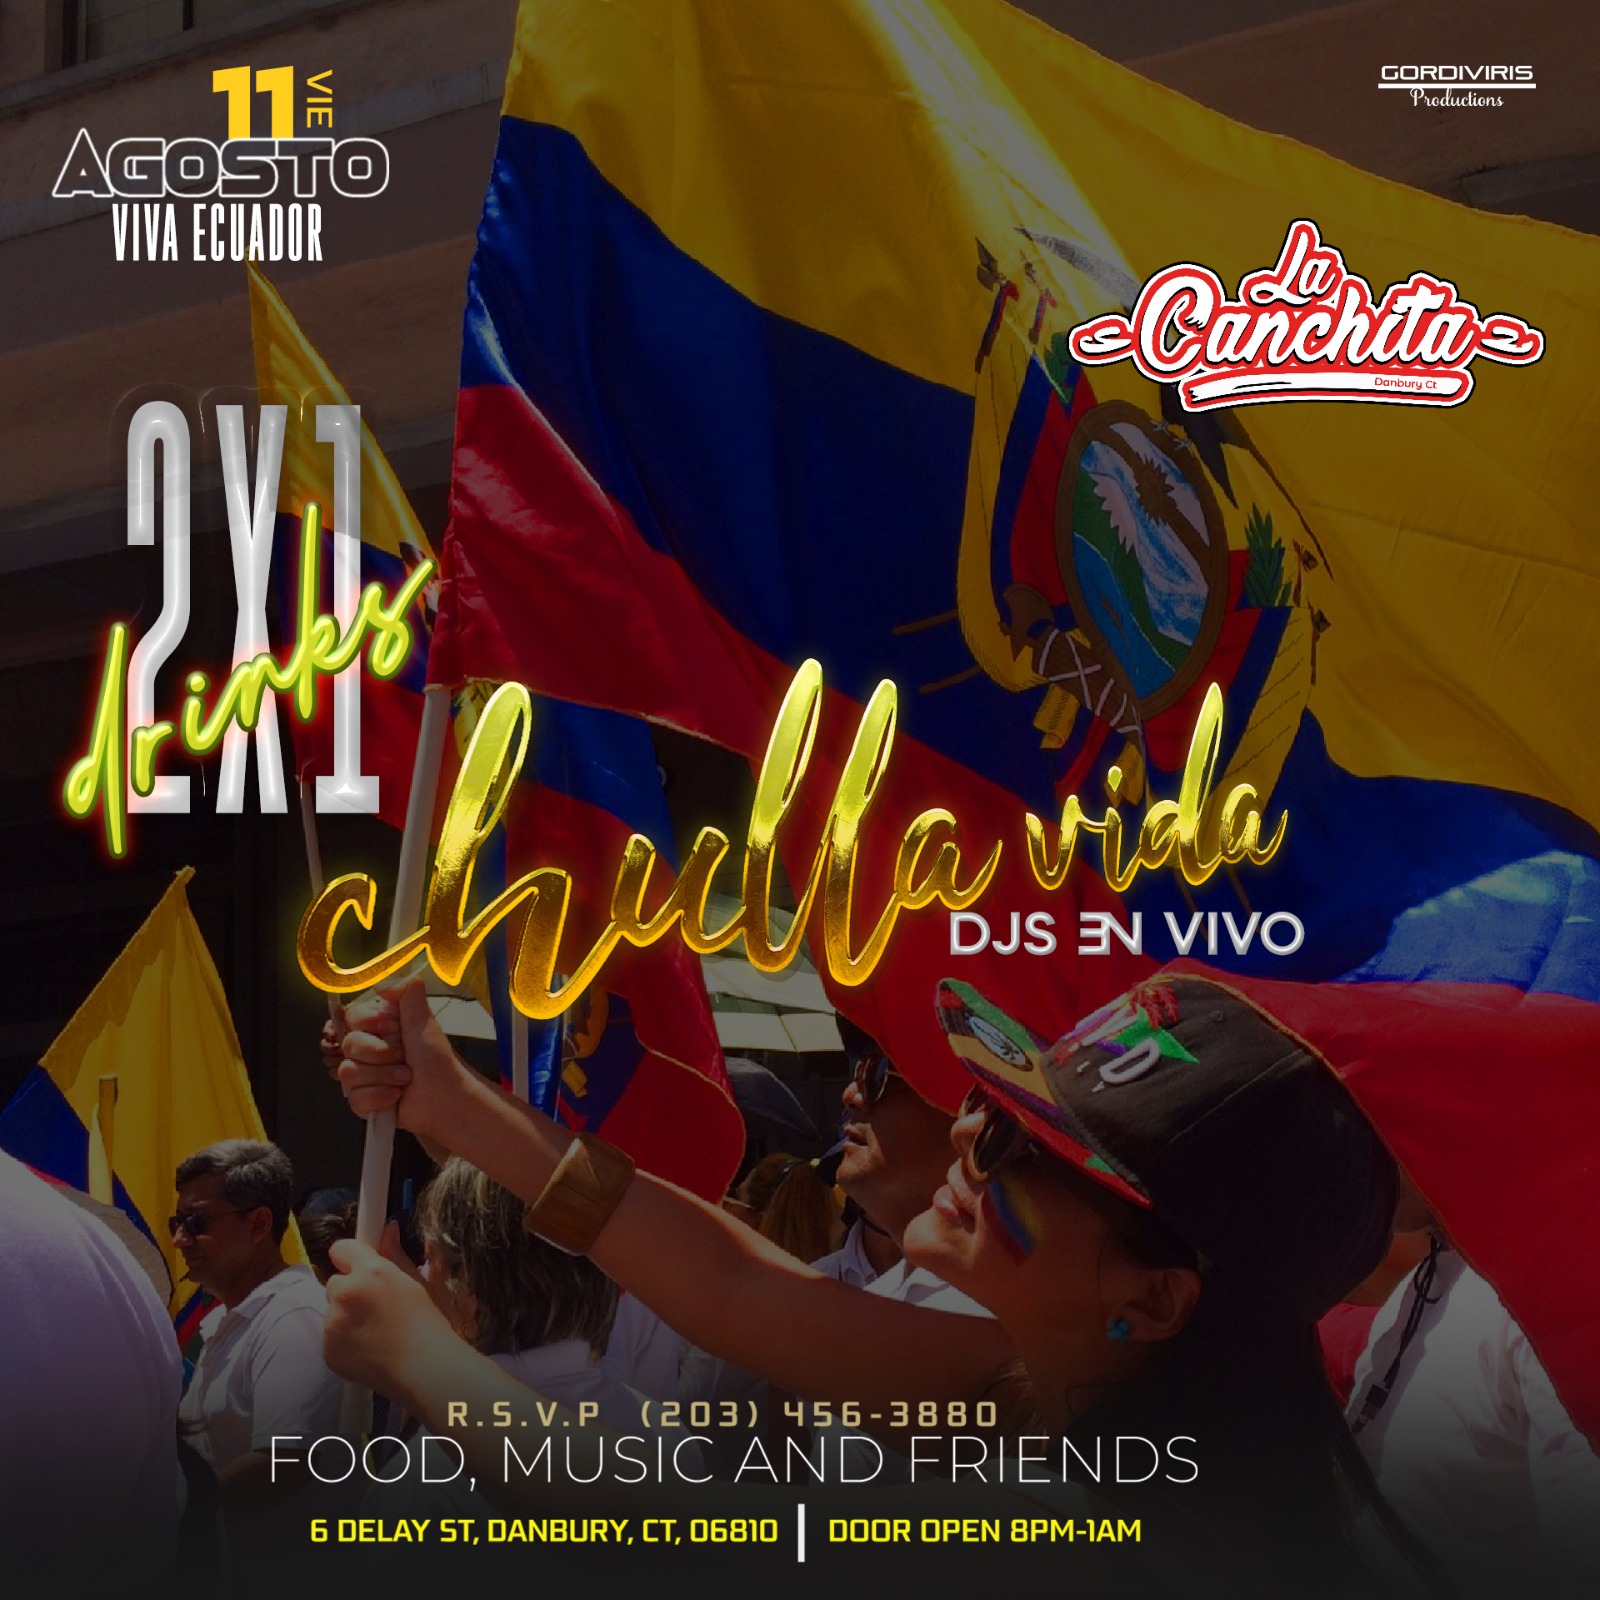 11 VIE
AGOSTO
VIVA ECUADOR
GORDIVIRIS
Productions
La
Canchita
Danbury Ct
2X1
drinks
chulla vida
DJS EN VIVO
R.S.V.P (203) 456-3880
FOOD, MUSIC AND FRIENDS
6 DELAY ST, DANBURY, CT, 06810 | DOOR OPEN 8PM-1AM